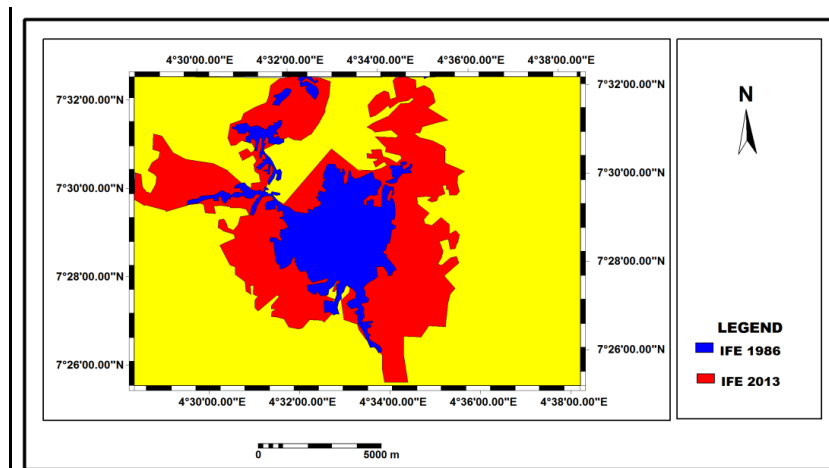 4°30'00.00"E 4°32'00.00"E 4°34'00.00"E 4°36'00.00"E 4°38'00.00"E
7°32'00.00"N 7°32'00.00"N
N
7°30'00.00"N 7°30'00.00"N
7°28'00.00"N 7°28'00.00"N
7°26'00.00"N 7°26'00.00"N
LEGEND
IFE 1986
IFE 2013
4°30'00.00"E 4°32'00.00"E 4°34'00.00"E 4°36'00.00"E 4°38'00.00"E
0 5000 m